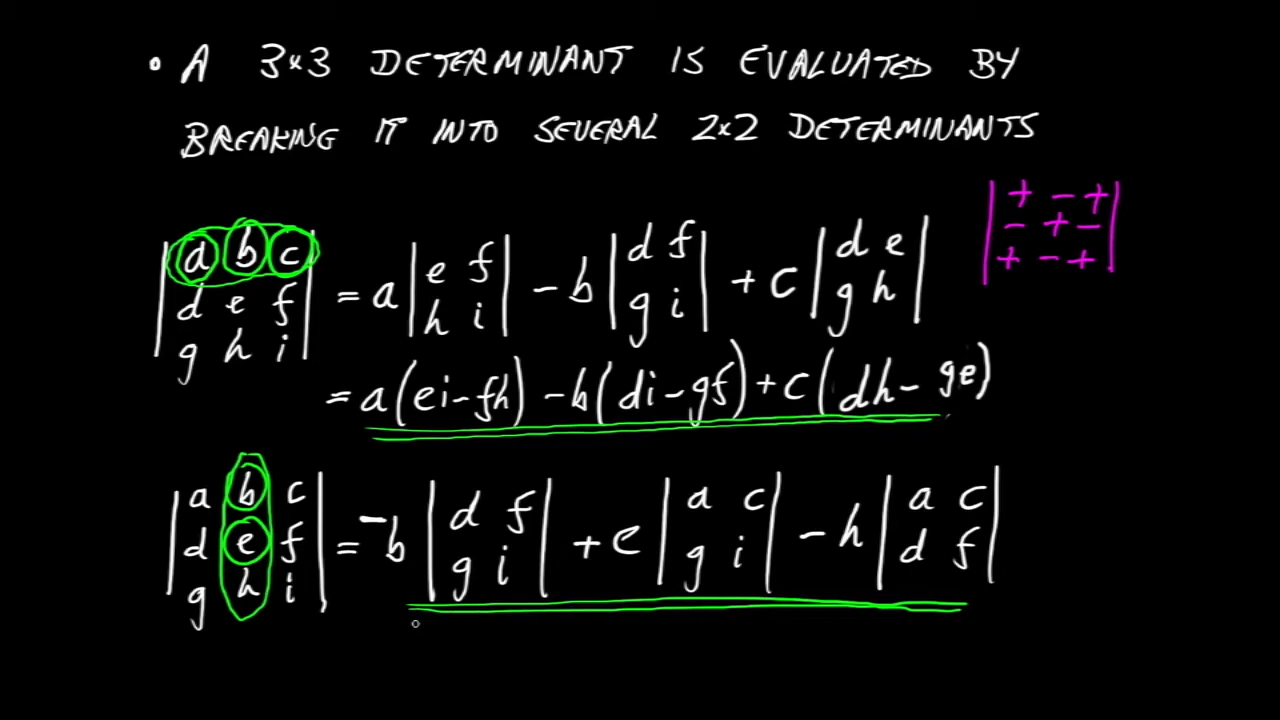 • A 3×3 DETERMINANT IS EVALUATED BY
BREAKING IT INTO SEVERAL 2×2 DETERMINANTS
| + - + |
| - + - |
| + - + |
| a b c |
| d e f | = a | e f | - b | d f | + c | d e |
| g h i |     | h i |     | g i |     | g h |
= a(ei-fh) - b(di-gf) + c(dh-ge)
| a b c |
| d e f | = -b | d f | + e | a c | - h | a c |
| g h i |      | g i |     | g i |     | d f |